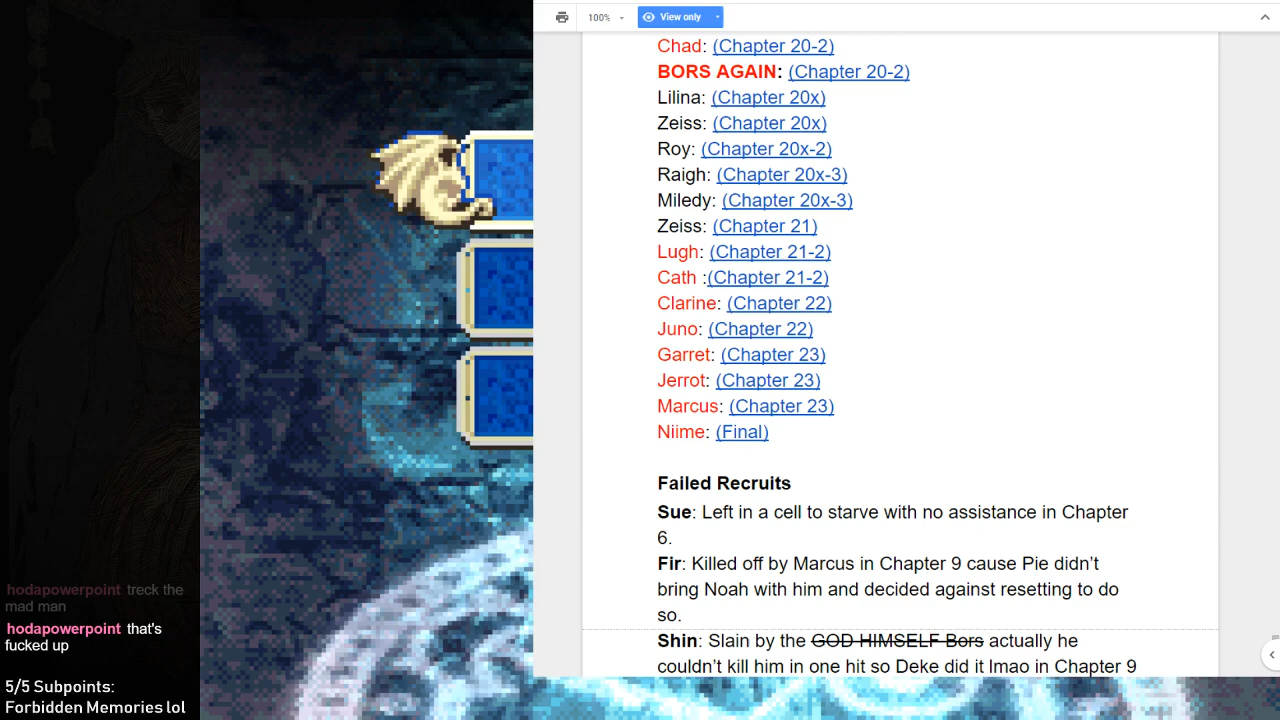 100%
View only
Chad: (Chapter 20-2)
BORS AGAIN: (Chapter 20-2)
Lilina: (Chapter 20x)
Zeiss: (Chapter 20x)
Roy: (Chapter 20x-2)
Raigh: (Chapter 20x-3)
Miledy: (Chapter 20x-3)
Zeiss: (Chapter 21)
Lugh: (Chapter 21-2)
Cath :(Chapter 21-2)
Clarine: (Chapter 22)
Juno: (Chapter 22)
Garret: (Chapter 23)
Jerrot: (Chapter 23)
Marcus: (Chapter 23)
Niime: (Final)
Failed Recruits
Sue: Left in a cell to starve with no assistance in Chapter
6.
Fir: Killed off by Marcus in Chapter 9 cause Pie didn’t
bring Noah with him and decided against resetting to do
so.
Shin: Slain by the GOD HIMSELF Bors actually he
couldn’t kill him in one hit so Deke did it lmao in Chapter 9
hodapowerpoint treck the
mad man
hodapowerpoint that's
fucked up
5/5 Subpoints:
Forbidden Memories lol